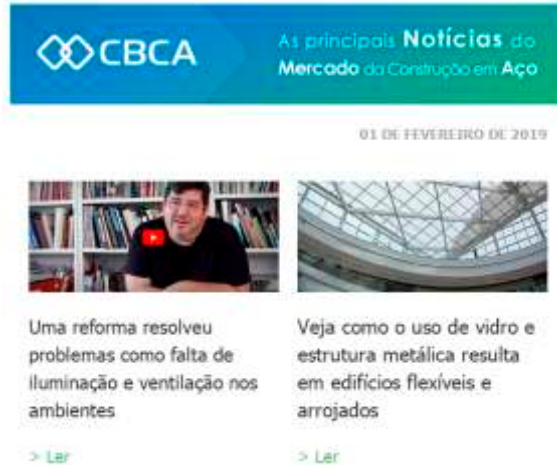 CBCA
As principais Notícias do
Mercado da Construção em Aço
01 DE FEVEREIRO DE 2019
Uma reforma resolveu
problemas como falta de
iluminação e ventilação nos
ambientes
> Ler
Veja como o uso de vidro e
estrutura metálica resulta
em edifícios flexíveis e
arrojados
> Ler